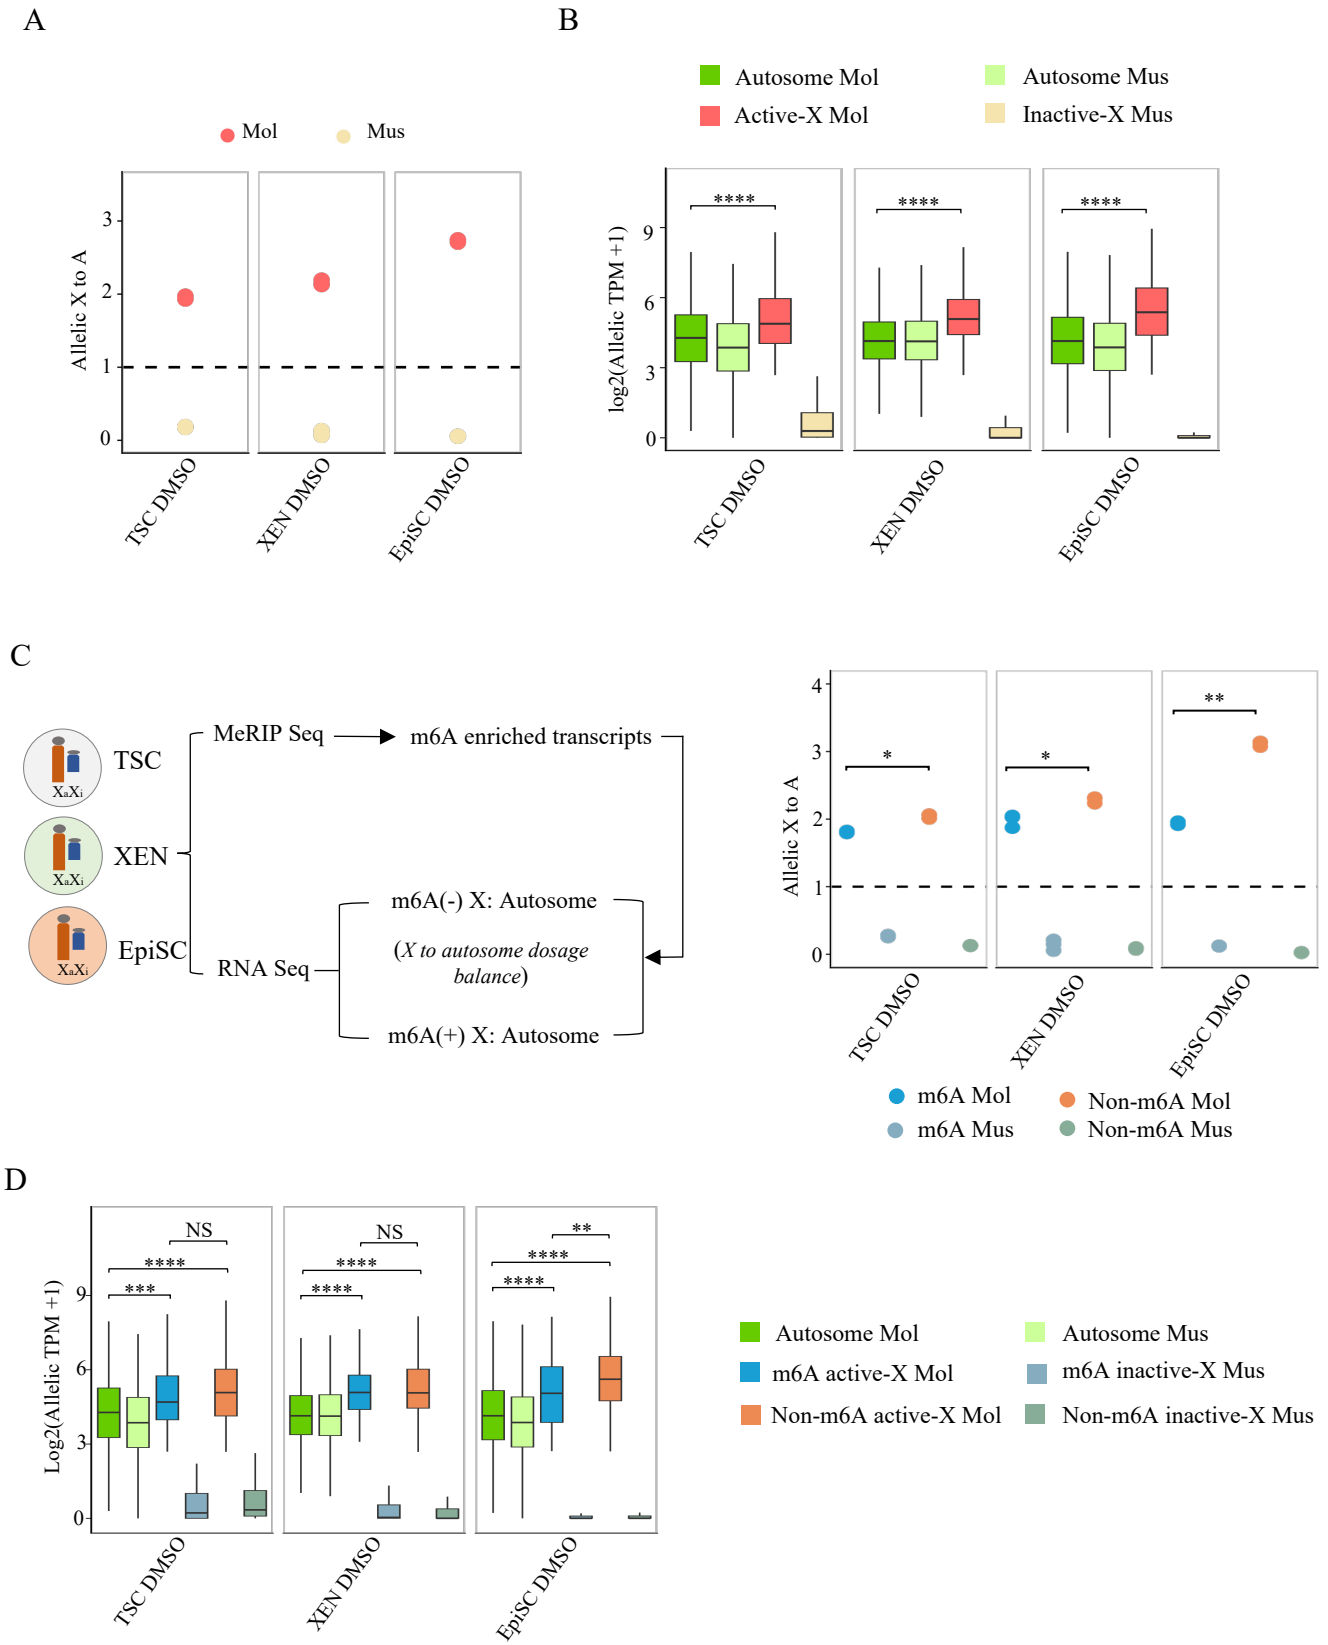 A
Mol
Mus
Allelic X to A
3
2
1
0
TSC DMSO
XEN DMSO
EpiSC DMSO
B
Autosome Mol
Autosome Mus
Active-X Mol
Inactive-X Mus
log2(Allelic TPM +1)
9
6
3
0
****
****
****
TSC DMSO
XEN DMSO
EpiSC DMSO
C
XaXi
TSC
XaXi
XEN
XaXi
EpiSC
MeRIP Seq
m6A enriched transcripts
RNA Seq
m6A(-) X: Autosome
(X to autosome dosage
balance)
m6A(+) X: Autosome
Allelic X to A
4
3
2
1
0
*
*
**
TSC DMSO
XEN DMSO
EpiSC DMSO
m6A Mol
Non-m6A Mol
m6A Mus
Non-m6A Mus
D
Log2(Allelic TPM +1)
9
6
3
0
NS
****
***
NS
****
****
**
****
****
TSC DMSO
XEN DMSO
EpiSC DMSO
Autosome Mol
Autosome Mus
m6A active-X Mol
m6A inactive-X Mus
Non-m6A active-X Mol
Non-m6A inactive-X Mus